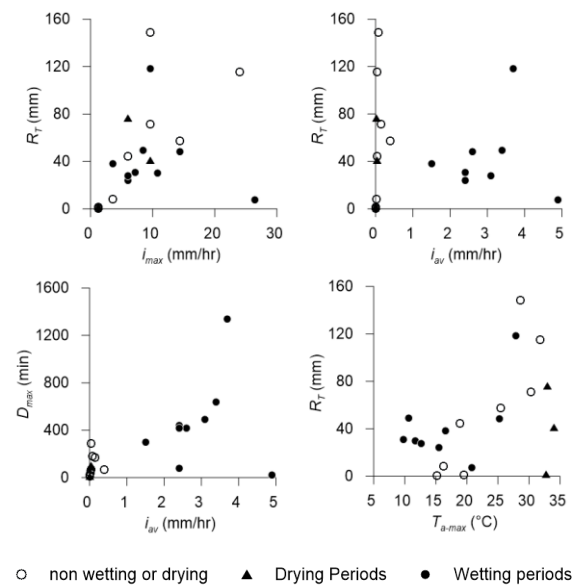 160
120
80
40
0
R_T (mm)
0 10 20 30
i_max (mm/hr)
160
120
80
40
0
R_T (mm)
0 1 2 3 4 5
i_av (mm/hr)
1600
1200
800
400
0
D_max (min)
0 1 2 3 4 5
i_av (mm/hr)
160
120
80
40
0
R_T (mm)
5 10 15 20 25 30 35
T_a-max (°C)
non wetting or drying Drying Periods Wetting periods